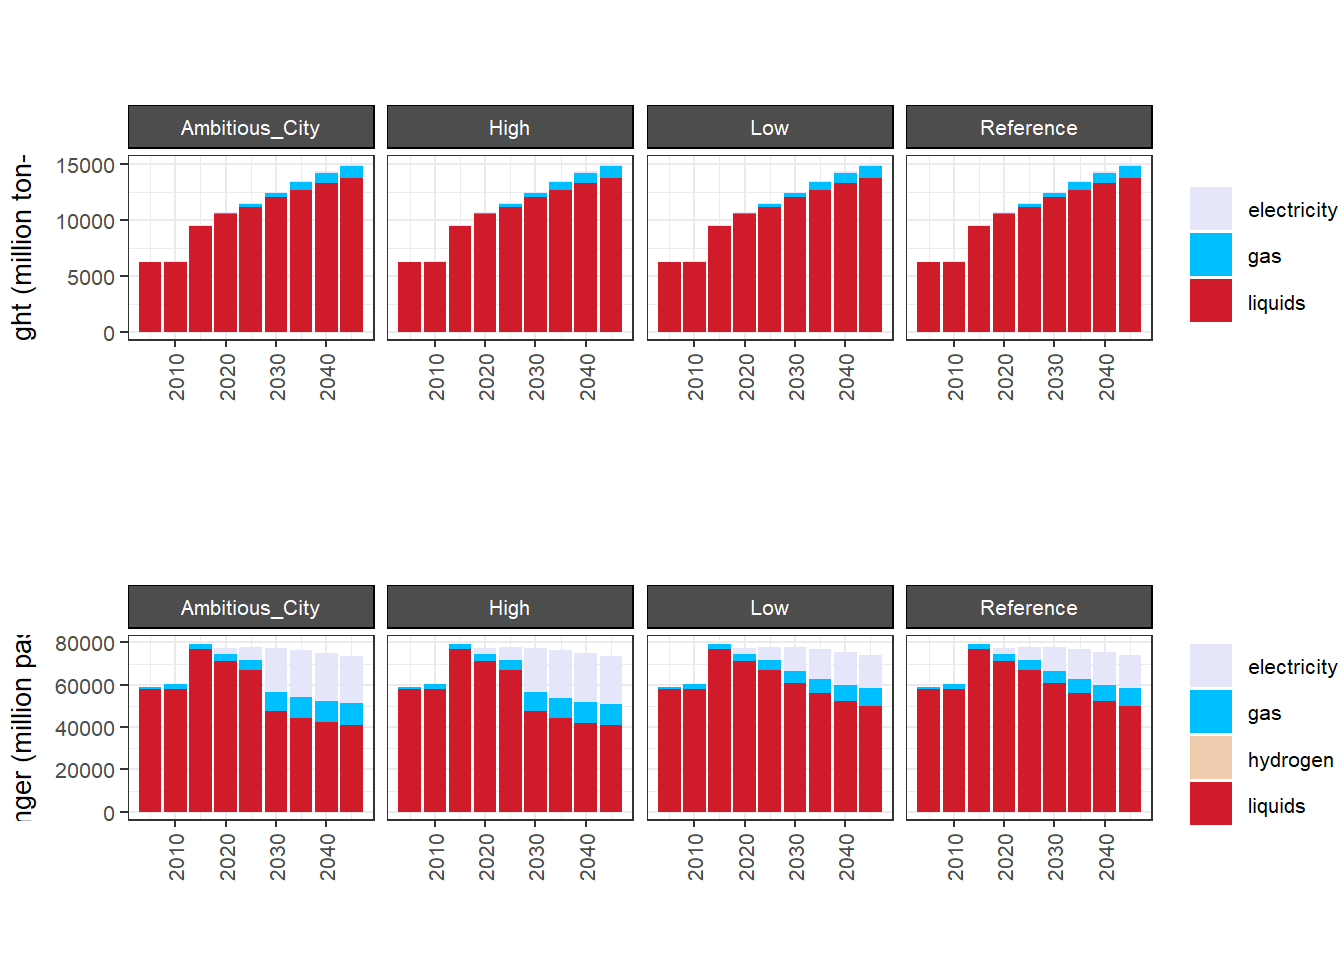 Ambitious_City High Low Reference
ght (million ton-
15000
10000
5000
0
2010 2020 2030 2040 2010 2020 2030 2040 2010 2020 2030 2040 2010 2020 2030 2040
electricity
gas
liquids
Ambitious_City High Low Reference
nger (million pas
80000
60000
40000
20000
0
2010 2020 2030 2040 2010 2020 2030 2040 2010 2020 2030 2040 2010 2020 2030 2040
electricity
gas
hydrogen
liquids